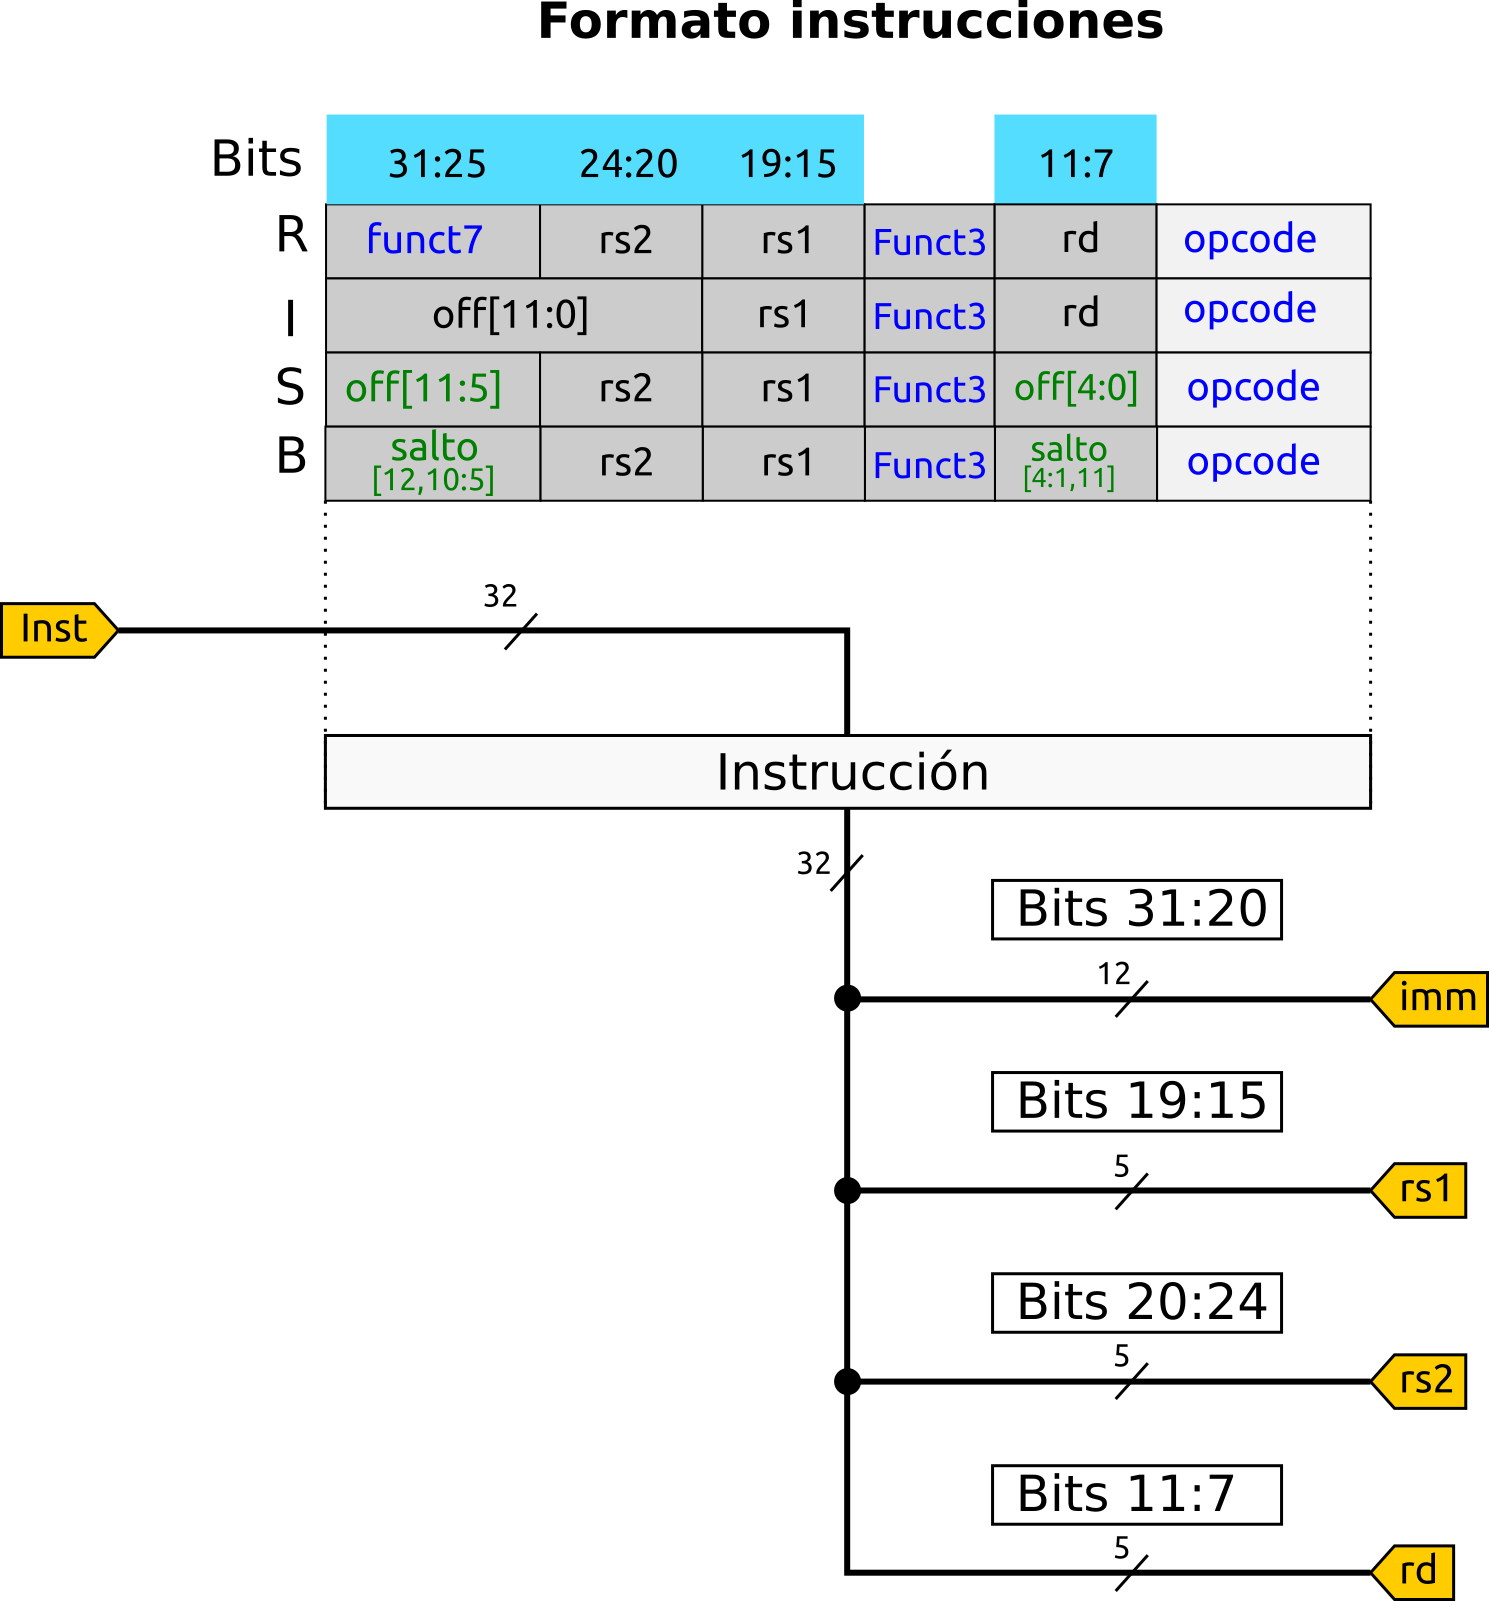 Formato instrucciones
Bits 31:25 24:20 19:15 11:7
R funct7 rs2 rs1 Funct3 rd opcode
I off[11:0] rs1 Funct3 rd opcode
S off[11:5] rs2 rs1 Funct3 off[4:0] opcode
B salto rs2 rs1 Funct3 salto opcode
[12,10:5] [4:1,11]
32
Inst
Instrucción
32
Bits 31:20
12
imm
Bits 19:15
5
rs1
Bits 20:24
5
rs2
Bits 11:7
5
rd